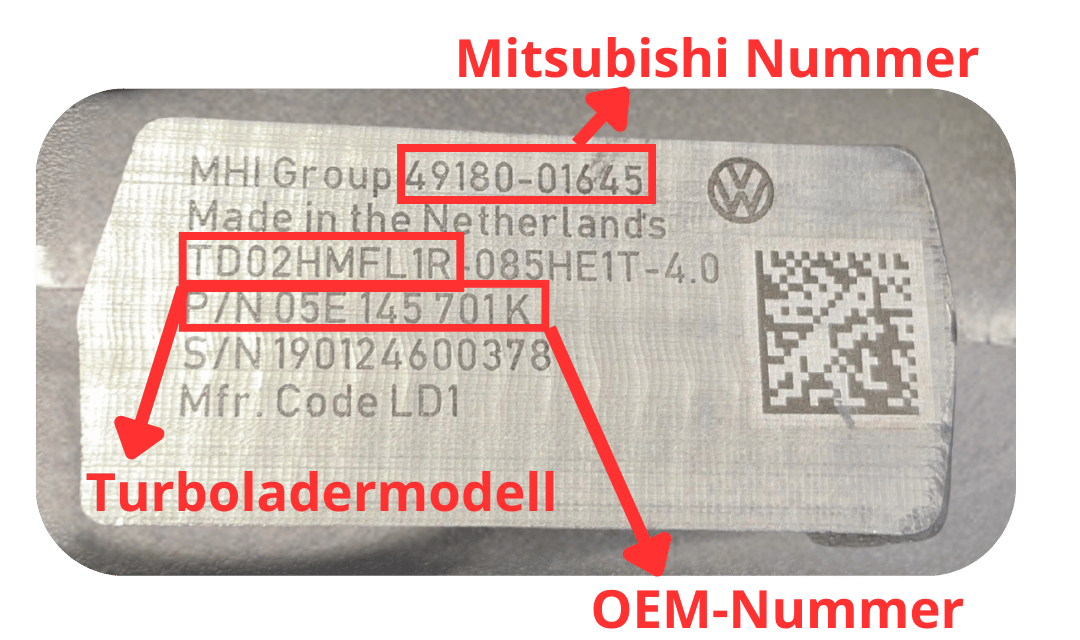 Mitsubishi Nummer
MHI Group 49180-01645
Made in the Netherlands
TD02HMFL1R-085HE1T-4.0
P/N 05E 145 701K
S/N 190124600378
Mfr. Code LD1
Turboladermodell
OEM-Nummer